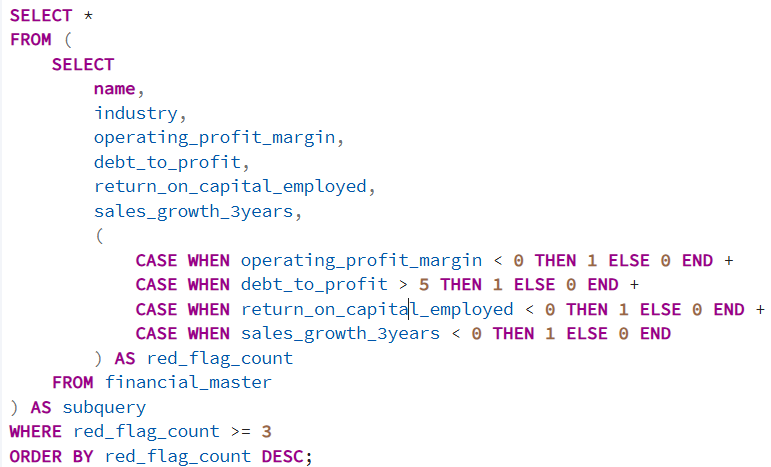 SELECT *
FROM (
    SELECT
        name,
        industry,
        operating_profit_margin,
        debt_to_profit,
        return_on_capital_employed,
        sales_growth_3years,
        (
            CASE WHEN operating_profit_margin < 0 THEN 1 ELSE 0 END +
            CASE WHEN debt_to_profit > 5 THEN 1 ELSE 0 END +
            CASE WHEN return_on_capital_employed < 0 THEN 1 ELSE 0 END +
            CASE WHEN sales_growth_3years < 0 THEN 1 ELSE 0 END
        ) AS red_flag_count
    FROM financial_master
) AS subquery
WHERE red_flag_count >= 3
ORDER BY red_flag_count DESC;